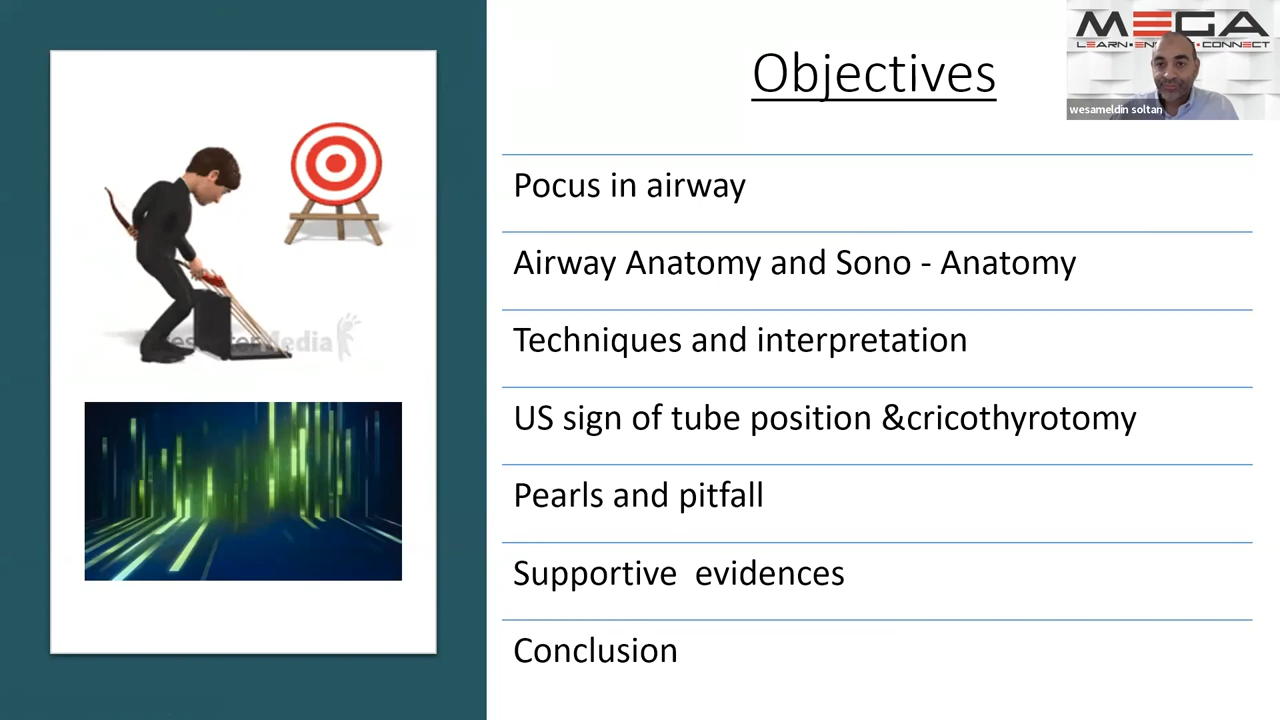 Objectives
MEGA
wesameldin soltan
Pocus in airway
Airway Anatomy and Sono - Anatomy
Techniques and interpretation
US sign of tube position &cricothyrotomy
Pearls and pitfall
Supportive evidences
Conclusion